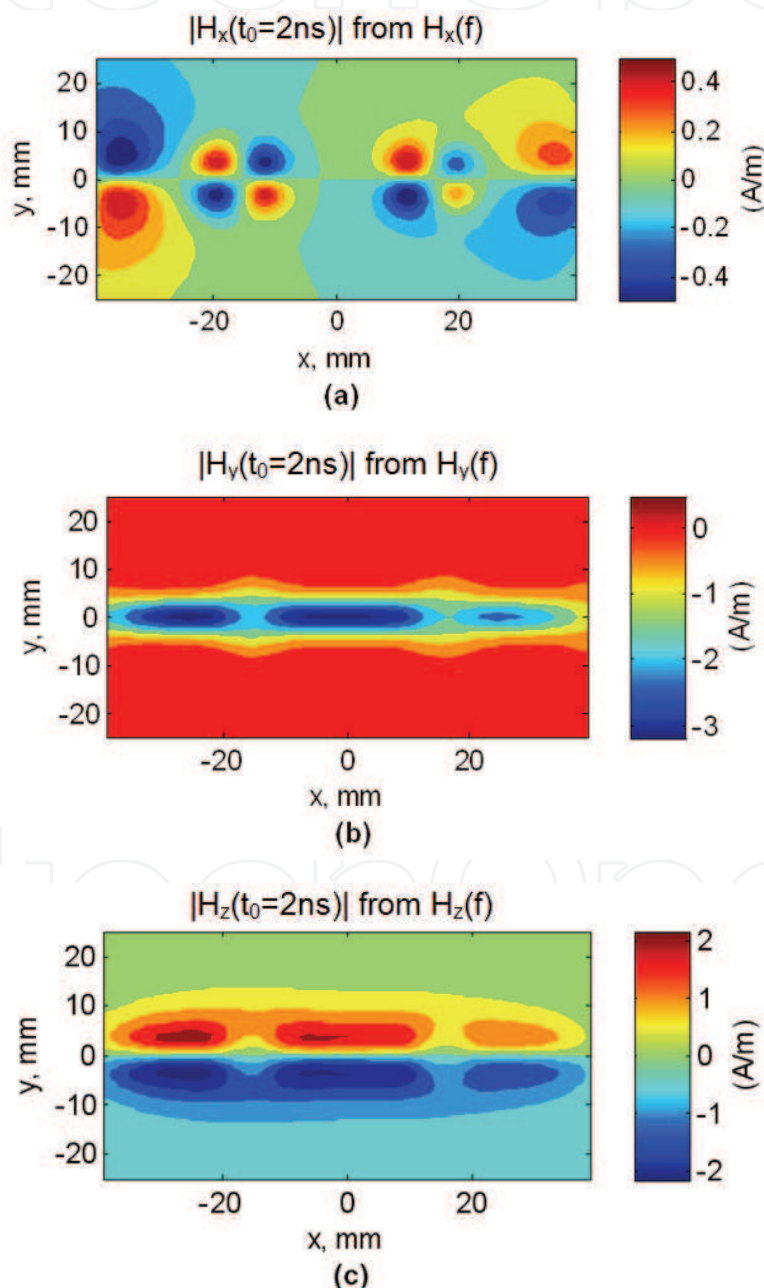 |Hx(t0=2ns)| from Hx(f)
20
10
0
-10
-20
y, mm
-20 0 20
x, mm
0.4
0.2
0
-0.2
-0.4
(A/m)
(a)
|Hy(t0=2ns)| from Hy(f)
20
10
0
-10
-20
y, mm
-20 0 20
x, mm
0
-1
-2
-3
(A/m)
(b)
|Hz(t0=2ns)| from Hz(f)
20
10
0
-10
-20
y, mm
-20 0 20
x, mm
2
1
0
-1
-2
(A/m)
(c)